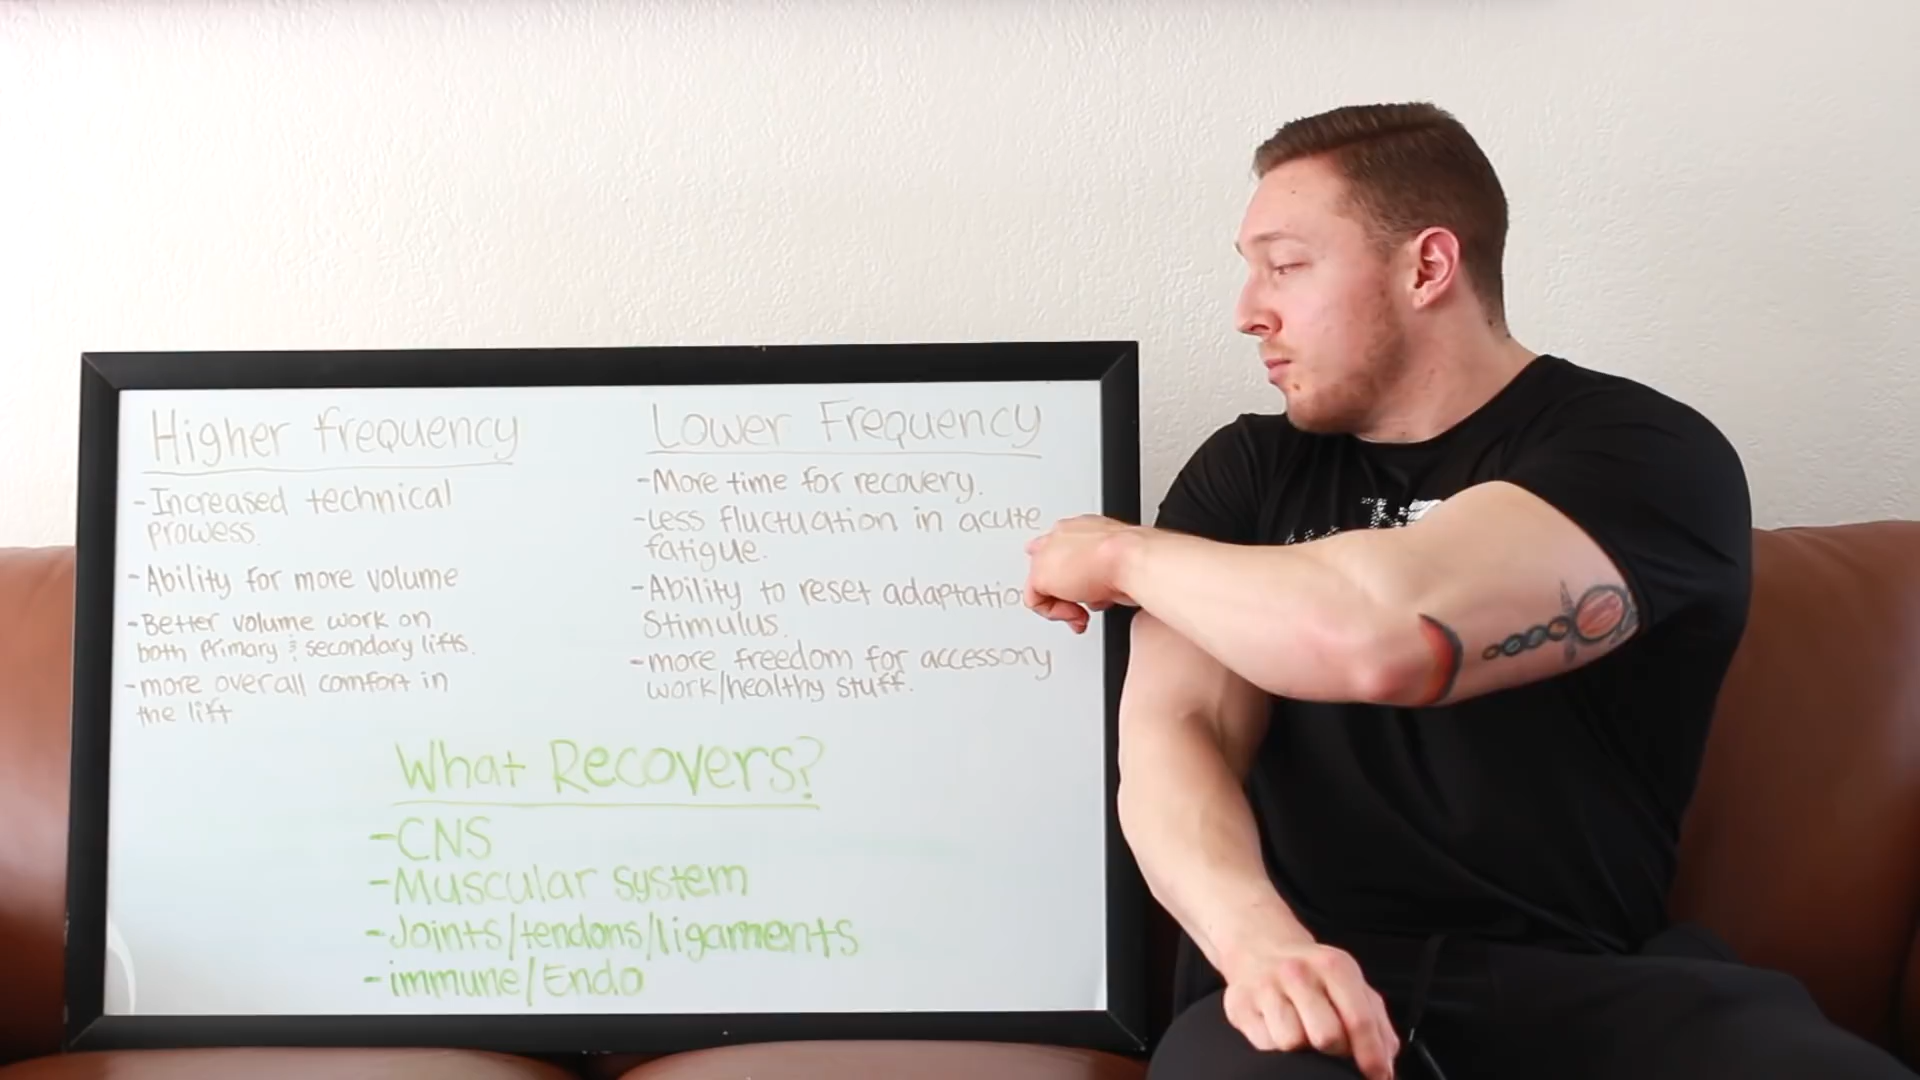 Higher frequency
-Increased technical
prowess.
-Ability for more volume
-Better volume work on
both Primary & secondary lifts.
-more overall comfort in
the lift
Lower Frequency
-More time for recovery.
-Less fluctuation in acute
fatigue.
-Ability to reset adaptation
Stimulus.
-more freedom for accessory
work/healthy stuff.
What Recovers?
-CNS
-Muscular system
-Joints/tendons/ligaments
-immune/Endo